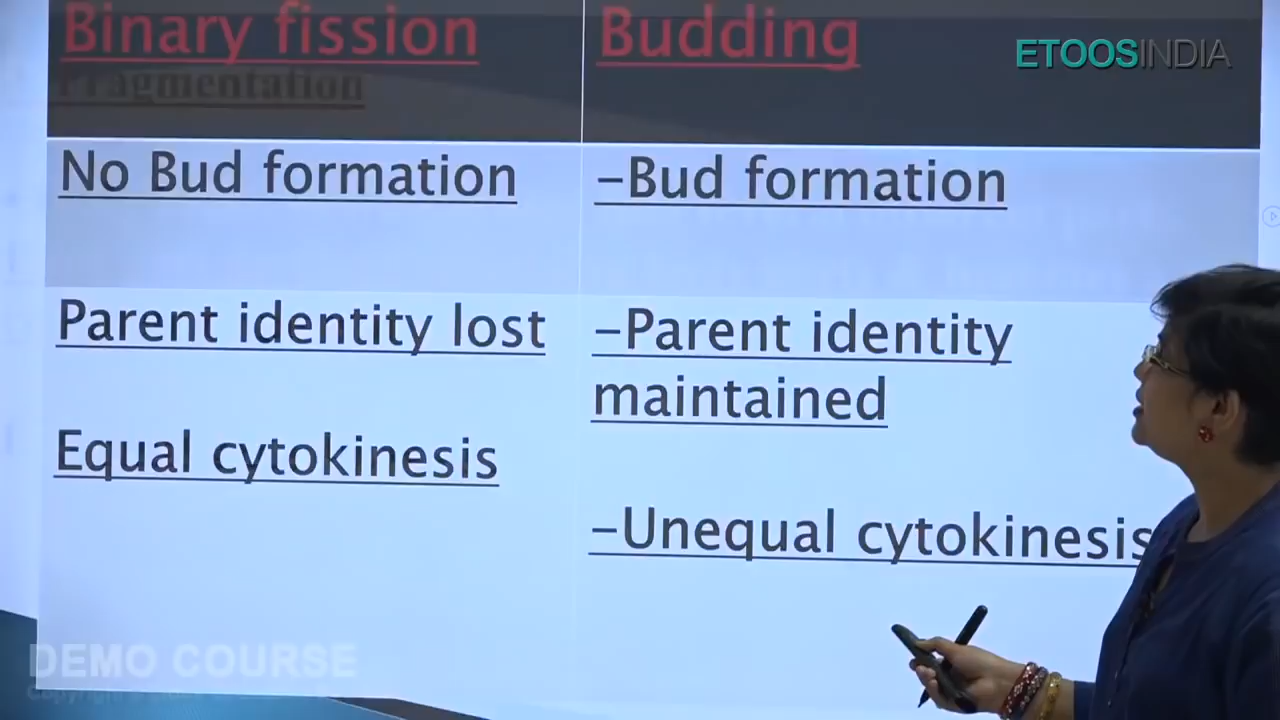 Binary fission
Budding
ETOOSINDIA
Fragmentation
No Bud formation
-Bud formation
Parent identity lost
-Parent identity
maintained
Equal cytokinesis
-Unequal cytokinesis
DEMO COURSE